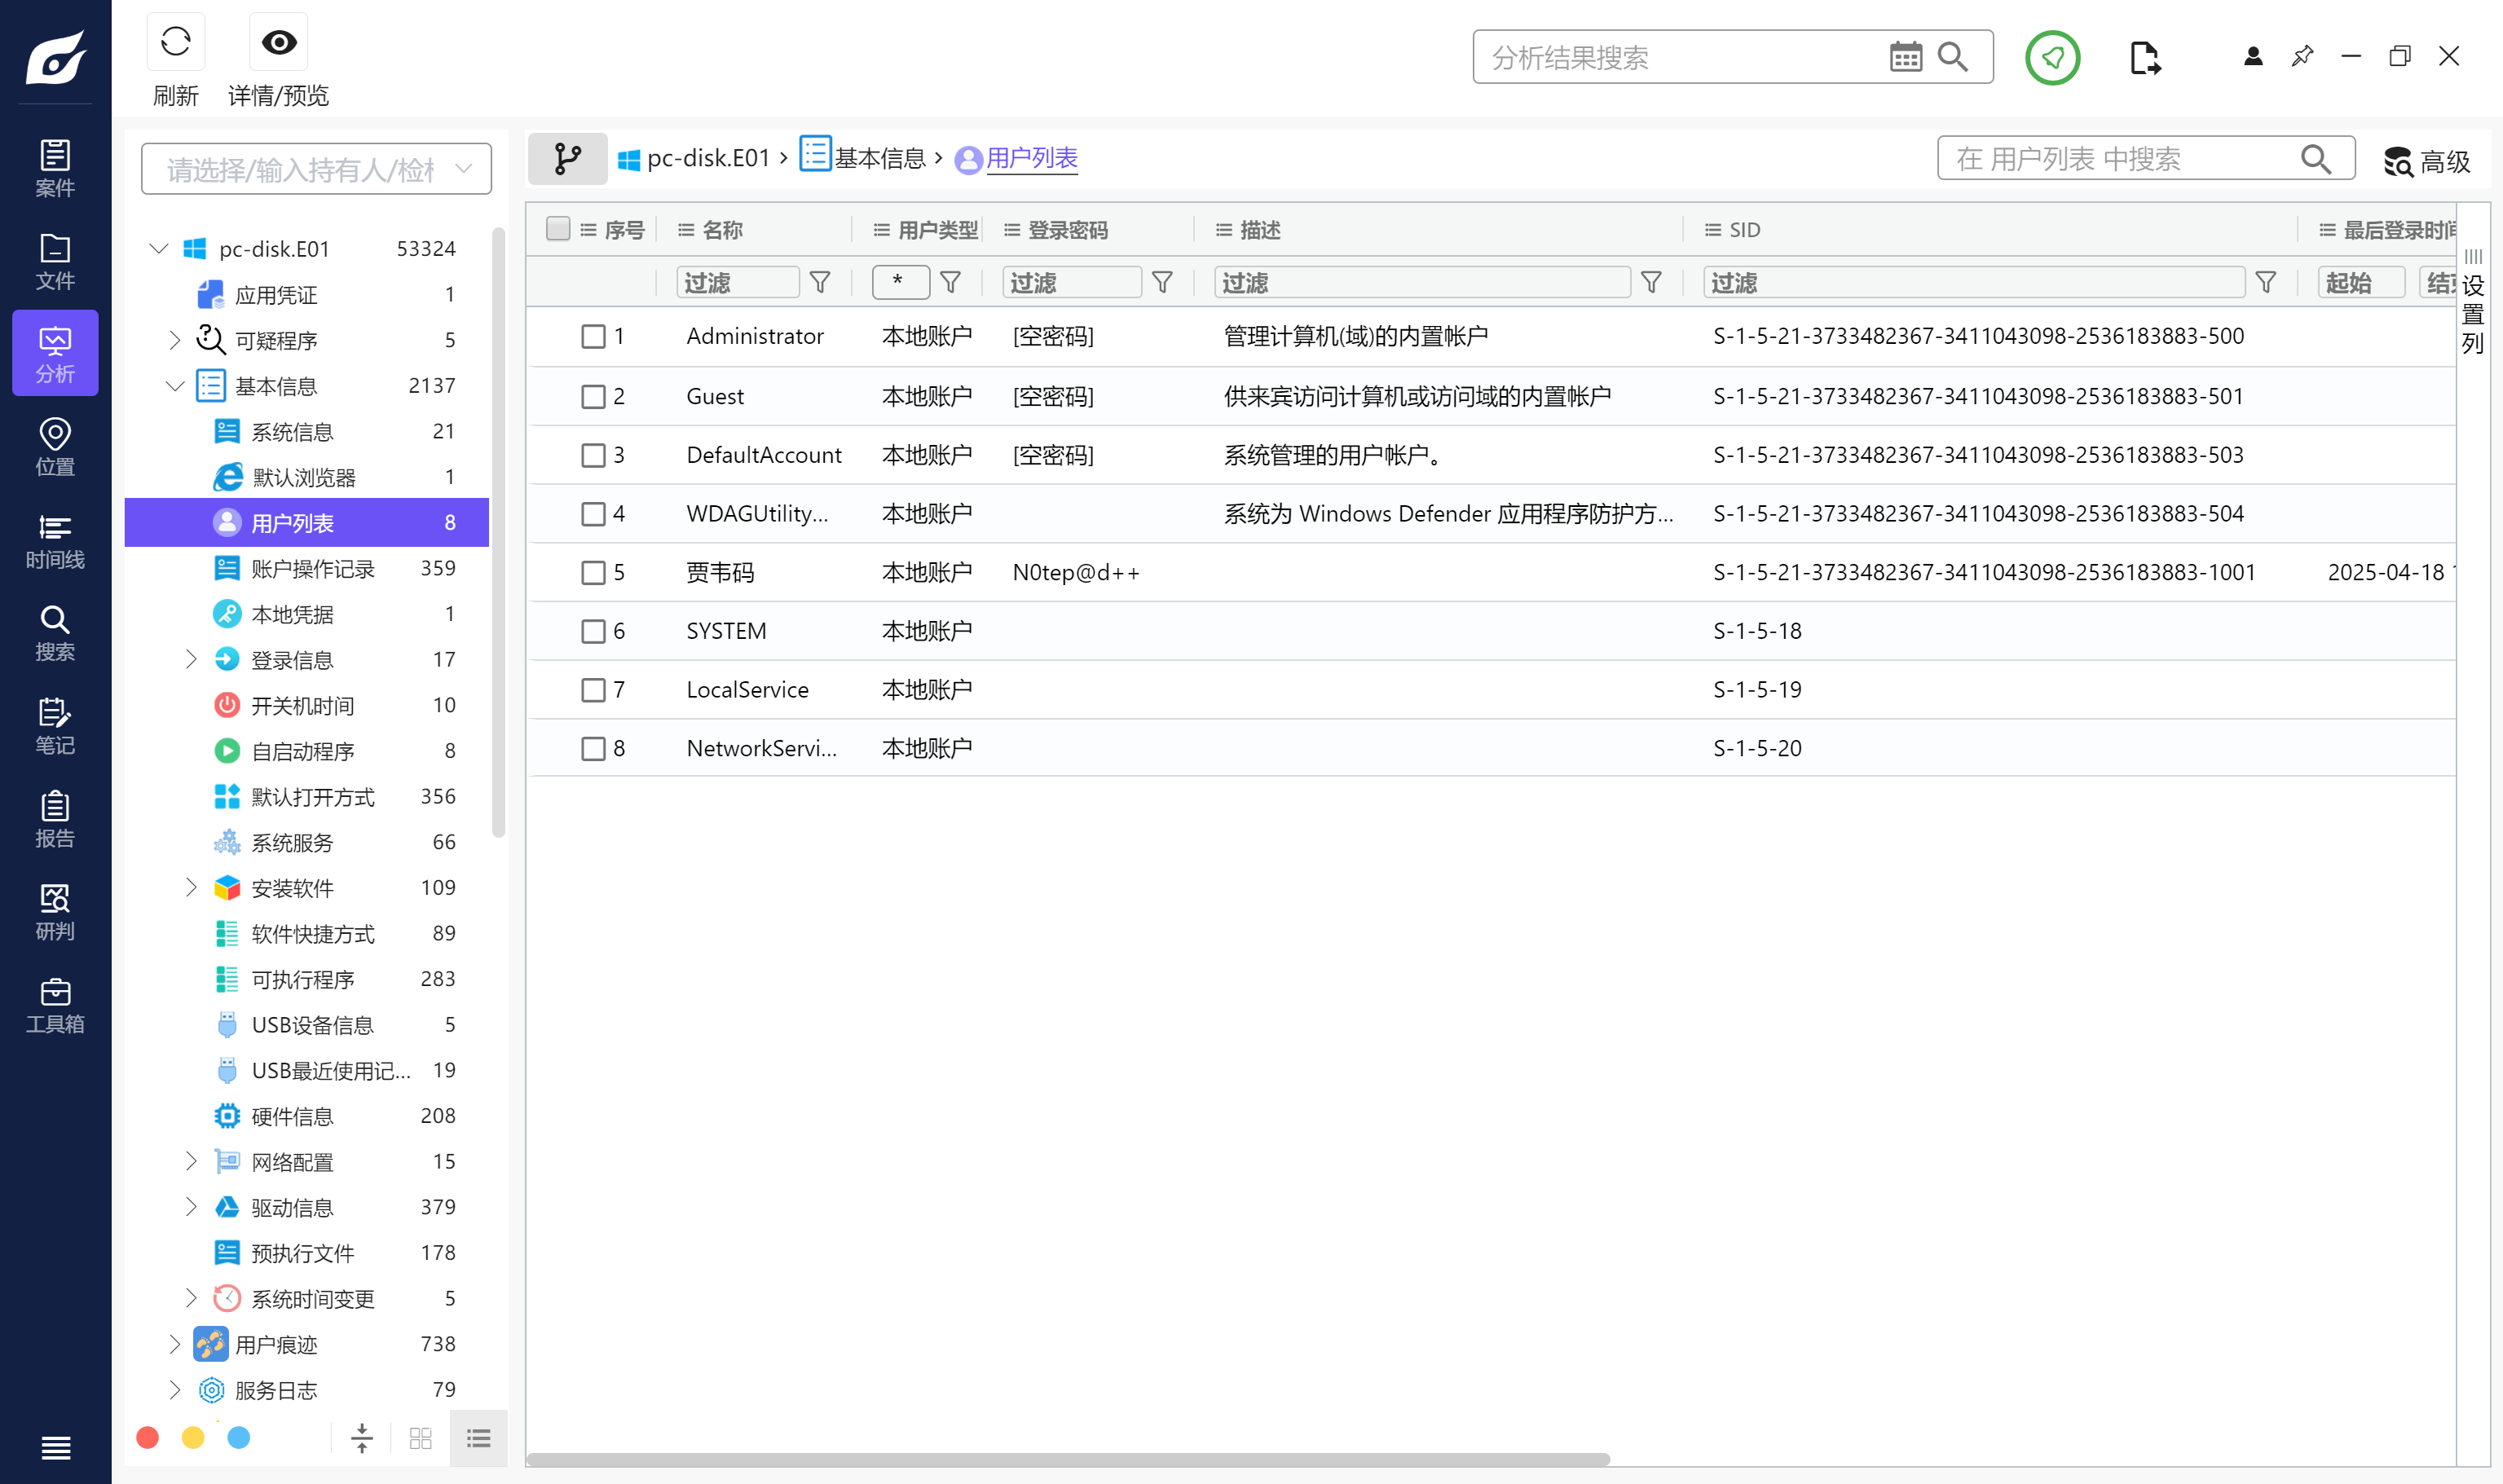 刷新
详情/预览
分析结果搜索
案件
文件
分析
位置
时间线
搜索
笔记
报告
研判
工具箱
请选择/输入持有人/检材
pc-disk.E01 53324
应用凭证 1
可疑程序 5
基本信息 2137
系统信息 21
默认浏览器 1
用户列表 8
账户操作记录 359
本地凭据 1
登录信息 17
开关机时间 10
自启动程序 8
默认打开方式 356
系统服务 66
安装软件 109
软件快捷方式 89
可执行程序 283
USB设备信息 5
USB最近使用记... 19
硬件信息 208
网络配置 15
驱动信息 379
预执行文件 178
系统时间变更 5
用户痕迹 738
服务日志 79
pc-disk.E01 › 基本信息 › 用户列表
在 用户列表 中搜索
高级
序号 名称 用户类型 登录密码 描述 SID 最后登录时间
过滤 * 过滤 过滤 过滤 起始 结束
1 Administrator 本地账户 [空密码] 管理计算机(域)的内置帐户 S-1-5-21-3733482367-3411043098-2536183883-500
2 Guest 本地账户 [空密码] 供来宾访问计算机或访问域的内置帐户 S-1-5-21-3733482367-3411043098-2536183883-501
3 DefaultAccount 本地账户 [空密码] 系统管理的用户帐户。 S-1-5-21-3733482367-3411043098-2536183883-503
4 WDAGUtility... 本地账户 系统为 Windows Defender 应用程序防护方... S-1-5-21-3733482367-3411043098-2536183883-504
5 贾韦码 本地账户 N0tep@d++ S-1-5-21-3733482367-3411043098-2536183883-1001 2025-04-18
6 SYSTEM 本地账户 S-1-5-18
7 LocalService 本地账户 S-1-5-19
8 NetworkServi... 本地账户 S-1-5-20
设置列